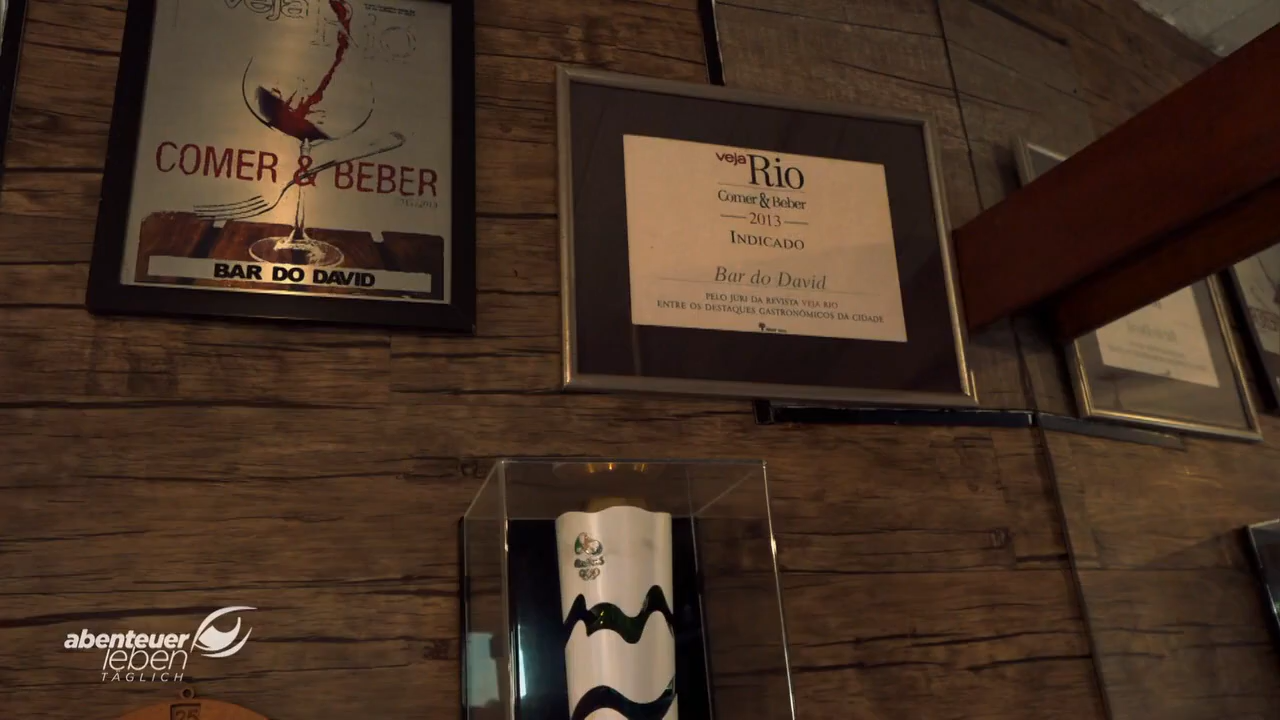 veja Rio
COMER & BEBER
BAR DO DAVID
veja Rio
Comer & Beber
2013
INDICADO
Bar do David
PELO JÚRI DA REVISTA VEJA RIO
ENTRE OS DESTAQUES GASTRONÔMICOS DA CIDADE
abenteuer
leben
TÄGLICH
25